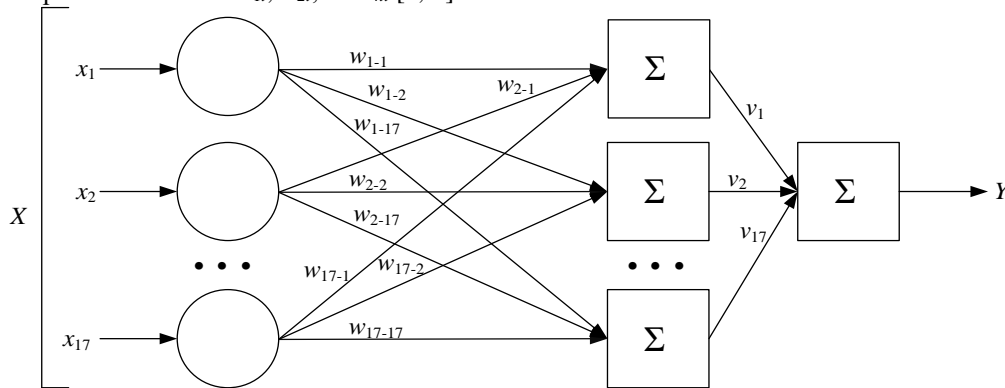 x1
w1-1
Σ
w1-2
w2-1
w1-17
v1
X
x2
w2-2
Σ
v2
Σ
Y
w2-17
v17
• • •
• • •
w17-1
w17-2
x17
w17-17
Σ